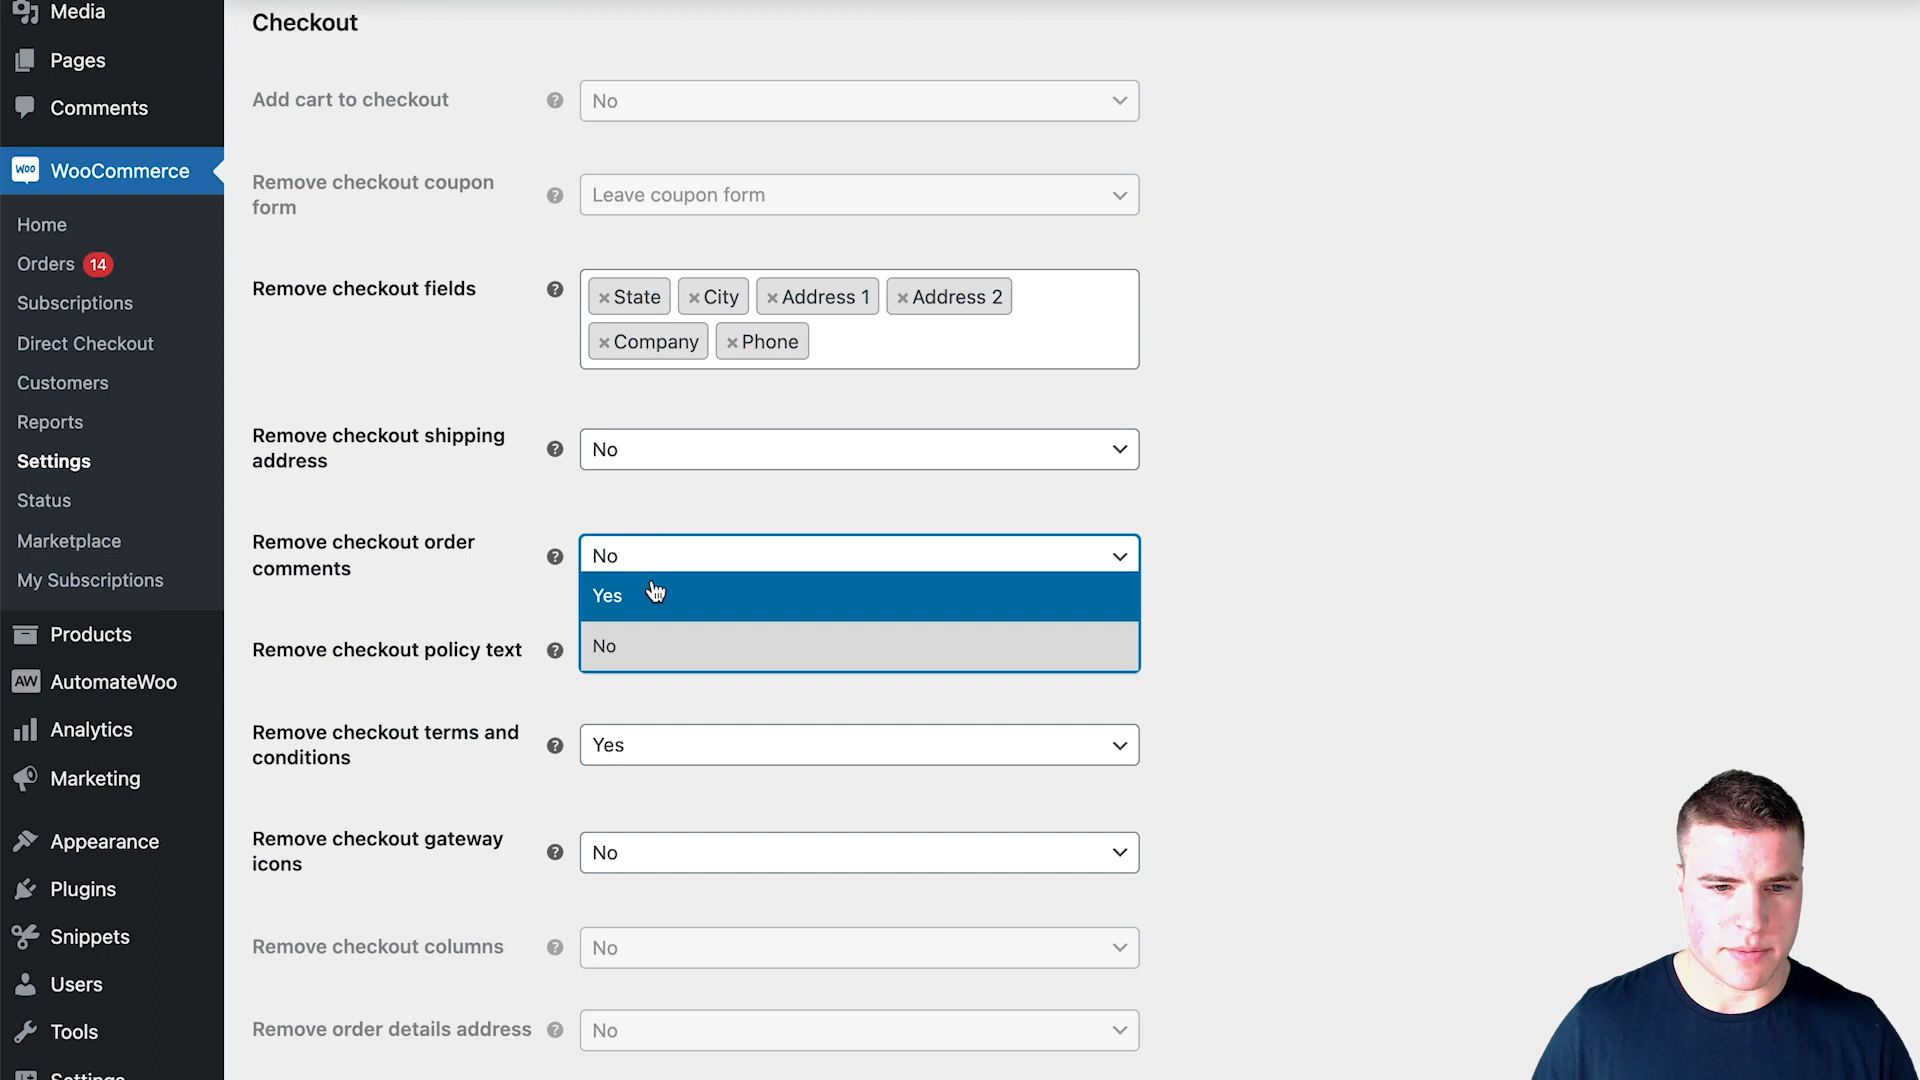 Media
Pages
Comments
WOO WooCommerce
Home
Orders 14
Subscriptions
Direct Checkout
Customers
Reports
Settings
Status
Marketplace
My Subscriptions
Products
AW AutomateWoo
Analytics
Marketing
Appearance
Plugins
Snippets
Users
Tools
Settings
Checkout
Add cart to checkout ? No
Remove checkout coupon
form ? Leave coupon form
Remove checkout fields ? × State × City × Address 1 × Address 2
× Company × Phone
Remove checkout shipping
address ? No
Remove checkout order
comments ? No
Yes
No
Remove checkout policy text ?
Remove checkout terms and
conditions ? Yes
Remove checkout gateway
icons ? No
Remove checkout columns ? No
Remove order details address ? No